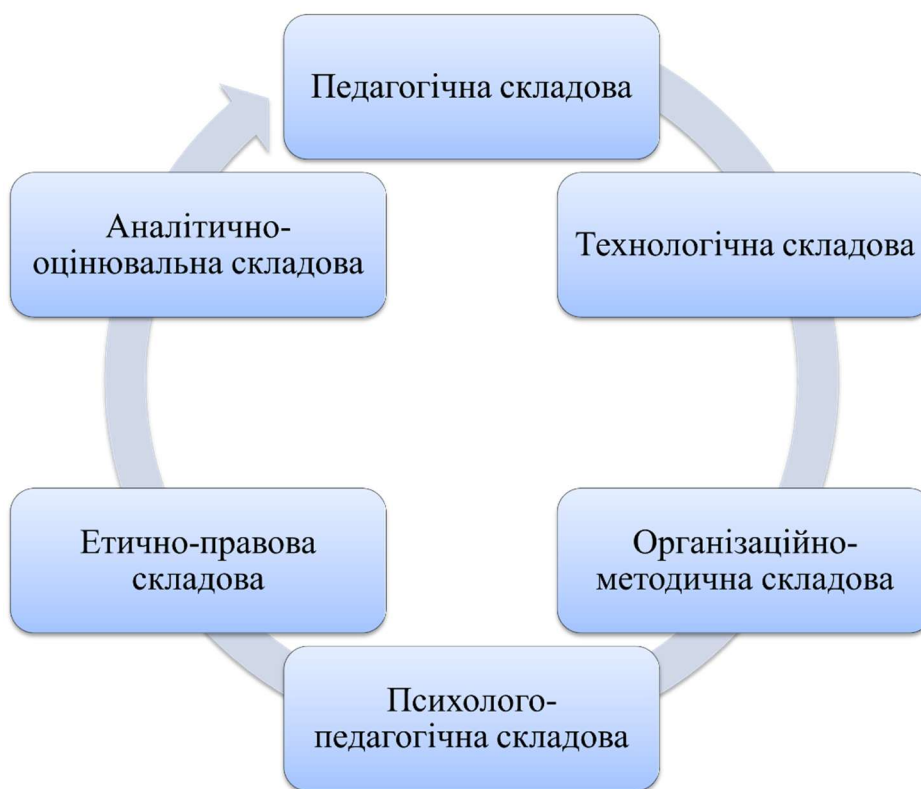 Педагогічна складова
Технологічна складова
Організаційно-
методична складова
Психолого-
педагогічна складова
Етично-правова
складова
Аналітично-
оцінювальна складова